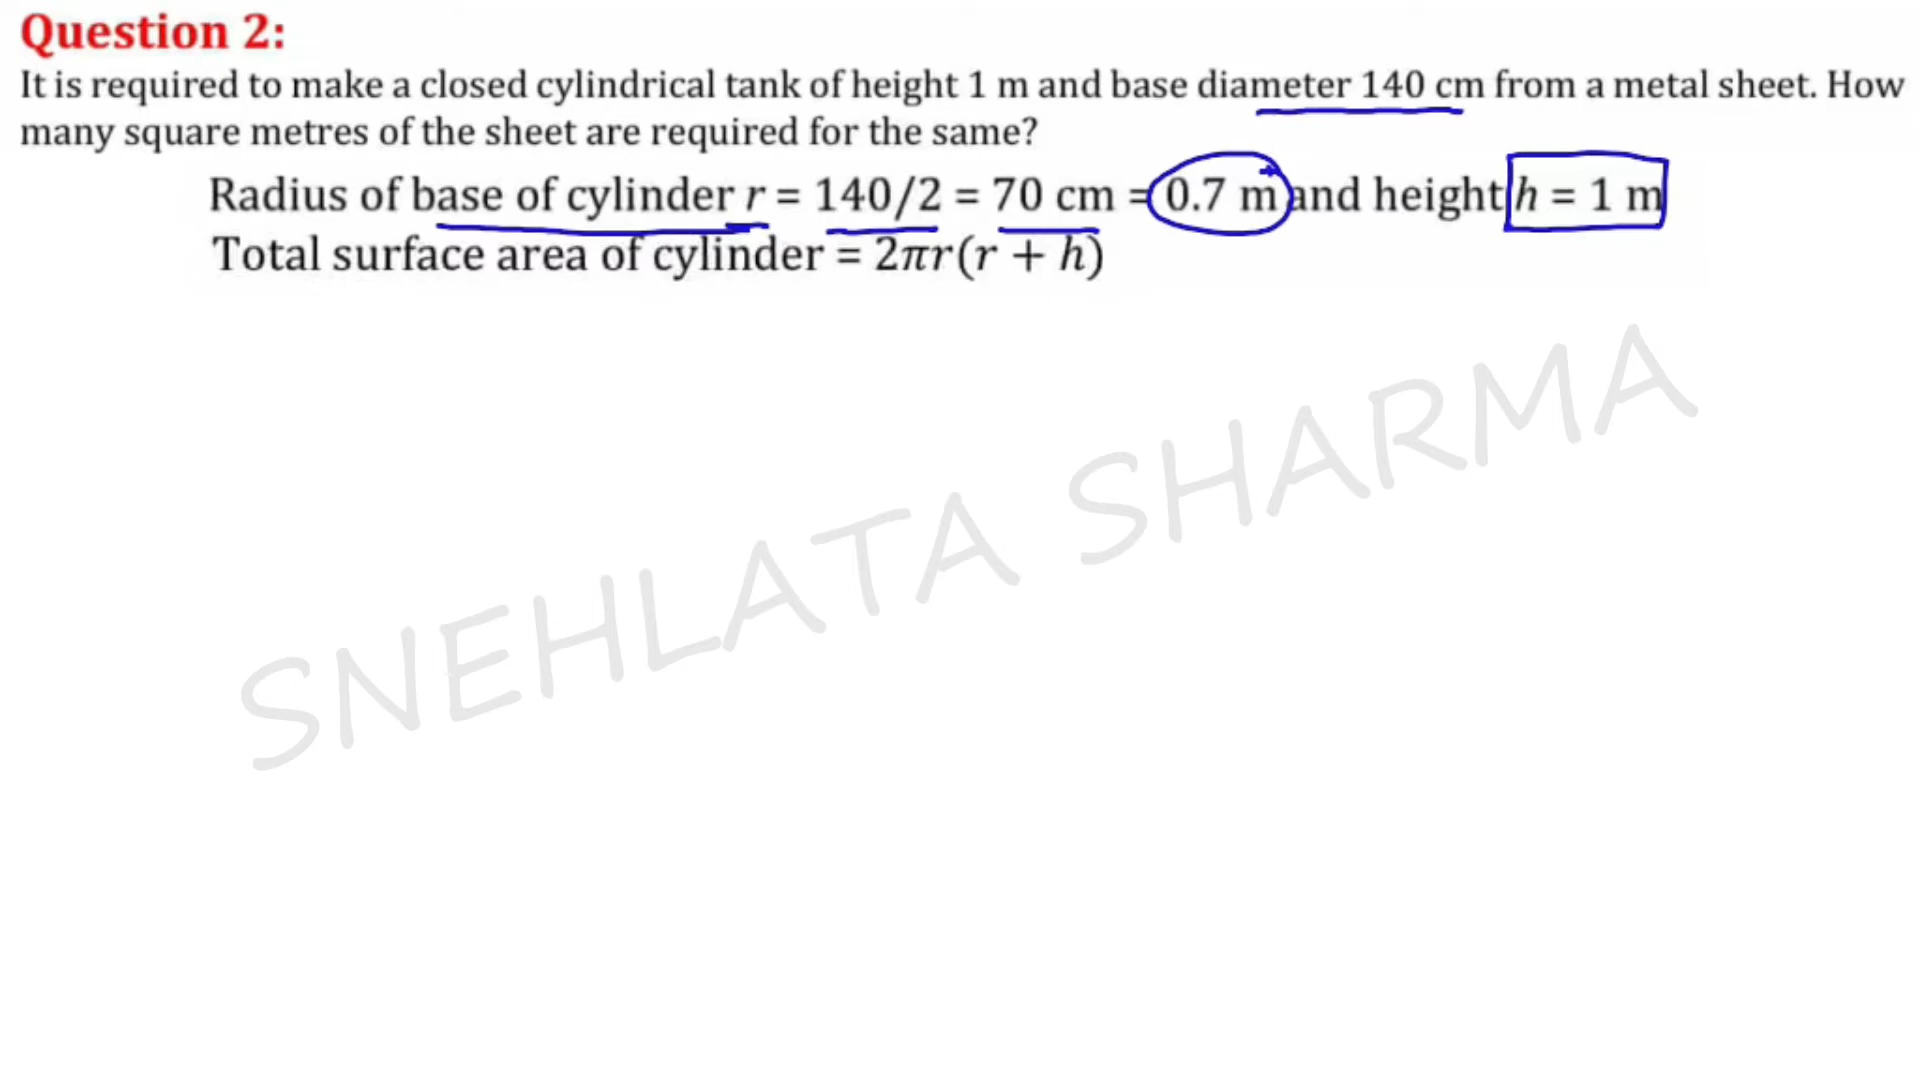 Question 2:
It is required to make a closed cylindrical tank of height 1 m and base diameter 140 cm from a metal sheet. How
many square metres of the sheet are required for the same?
Radius of base of cylinder r = 140/2 = 70 cm = 0.7 m and height h = 1 m
Total surface area of cylinder = 2πr(r + h)
SNEHLATA SHARMA